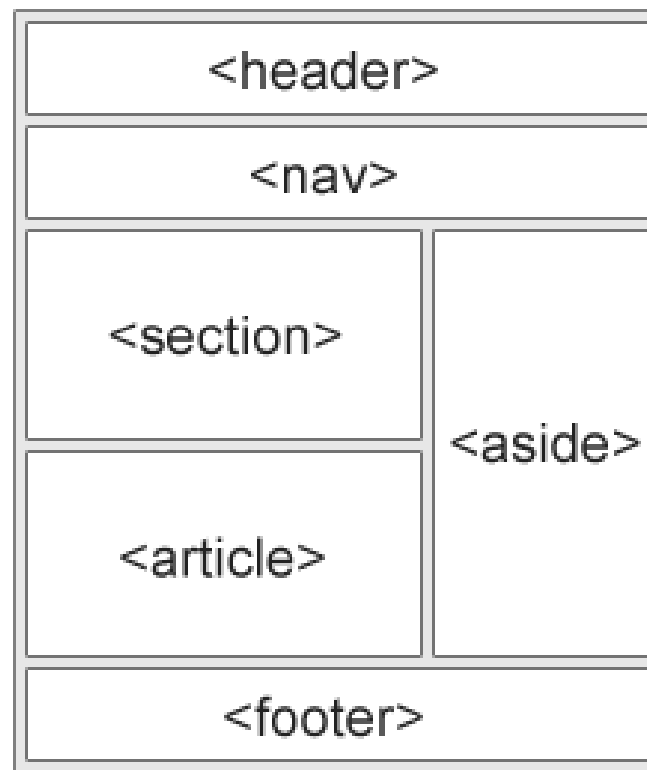 <header>
<nav>
<section>
<aside>
<article>
<footer>